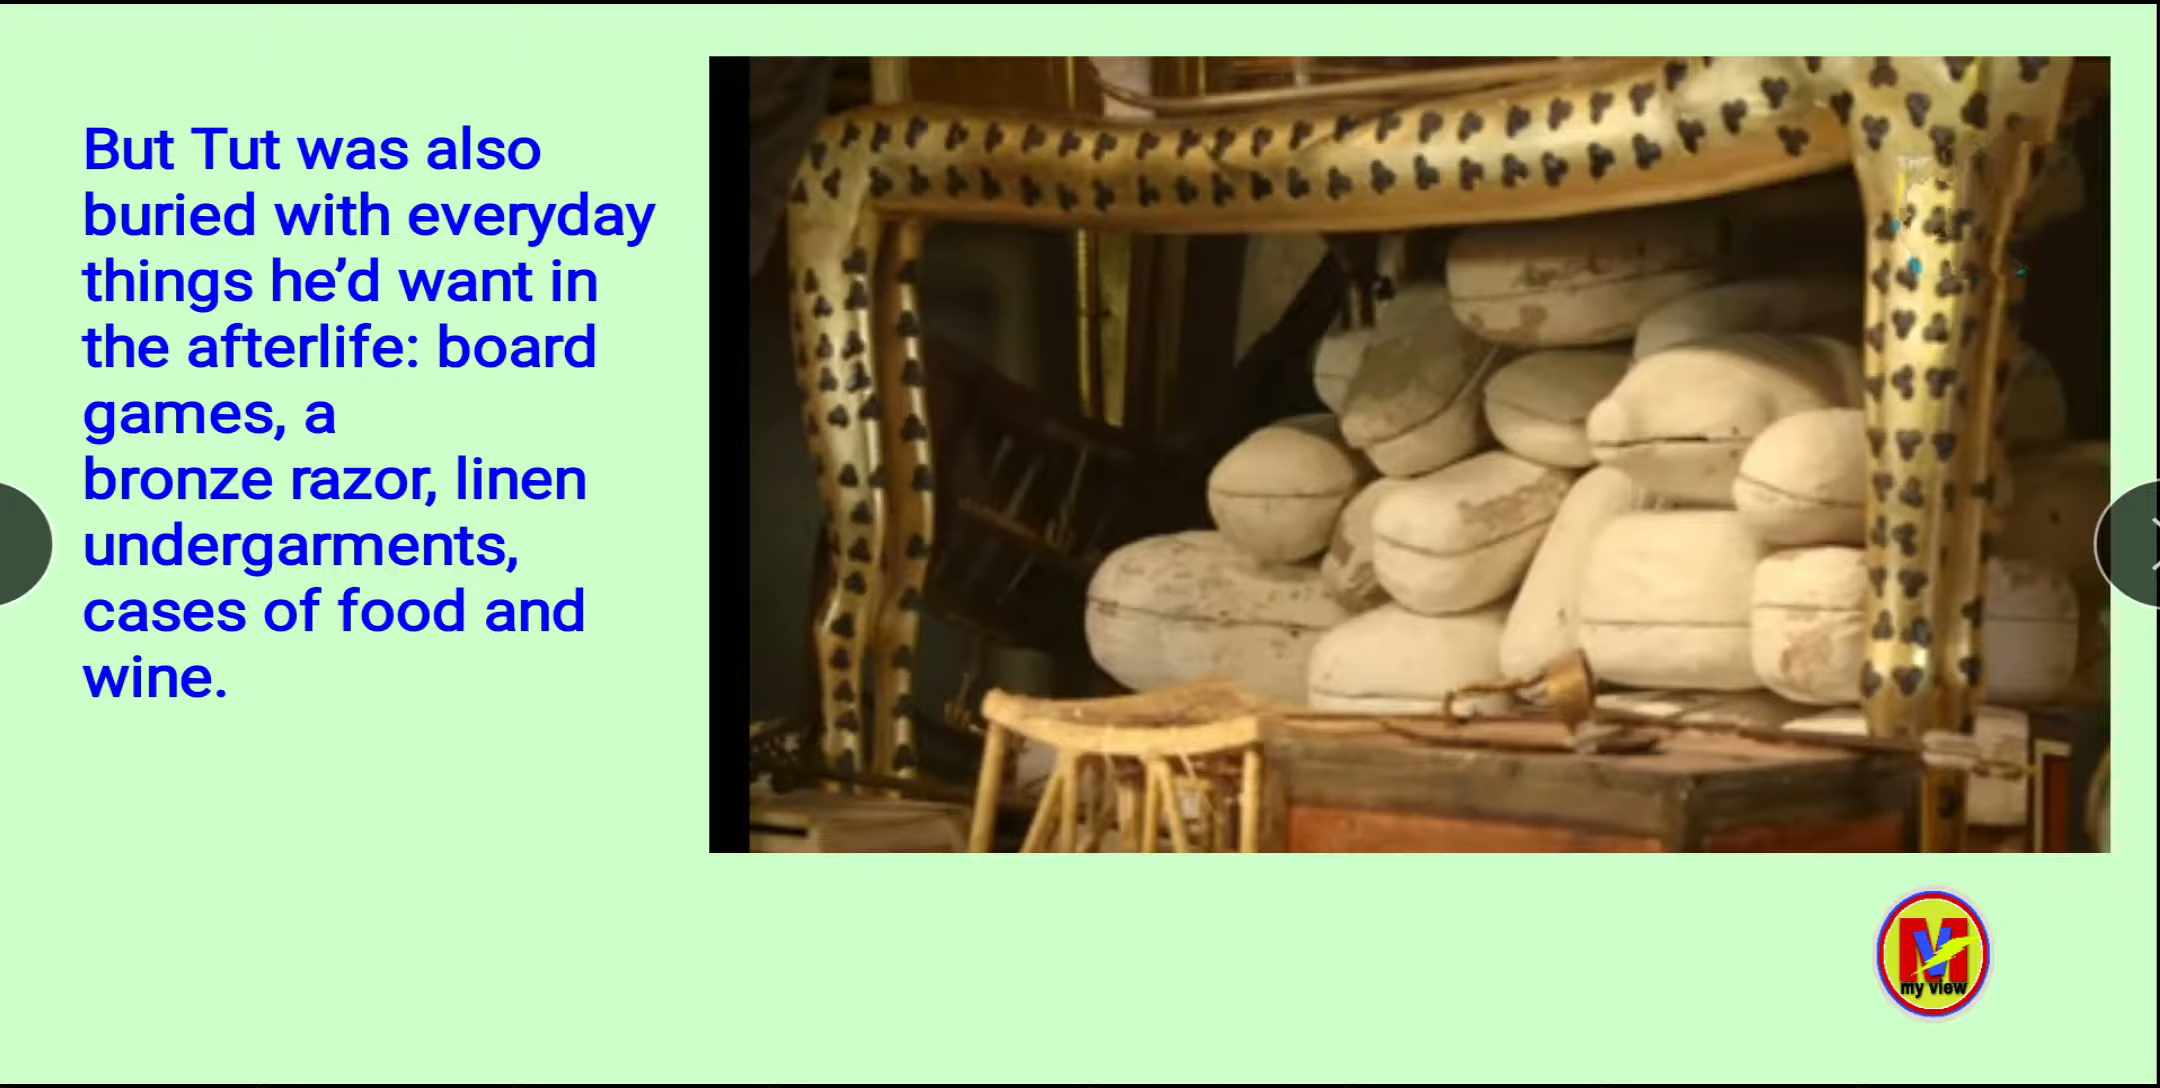 But Tut was also
buried with everyday
things he’d want in
the afterlife: board
games, a
bronze razor, linen
undergarments,
cases of food and
wine.
MV
my view